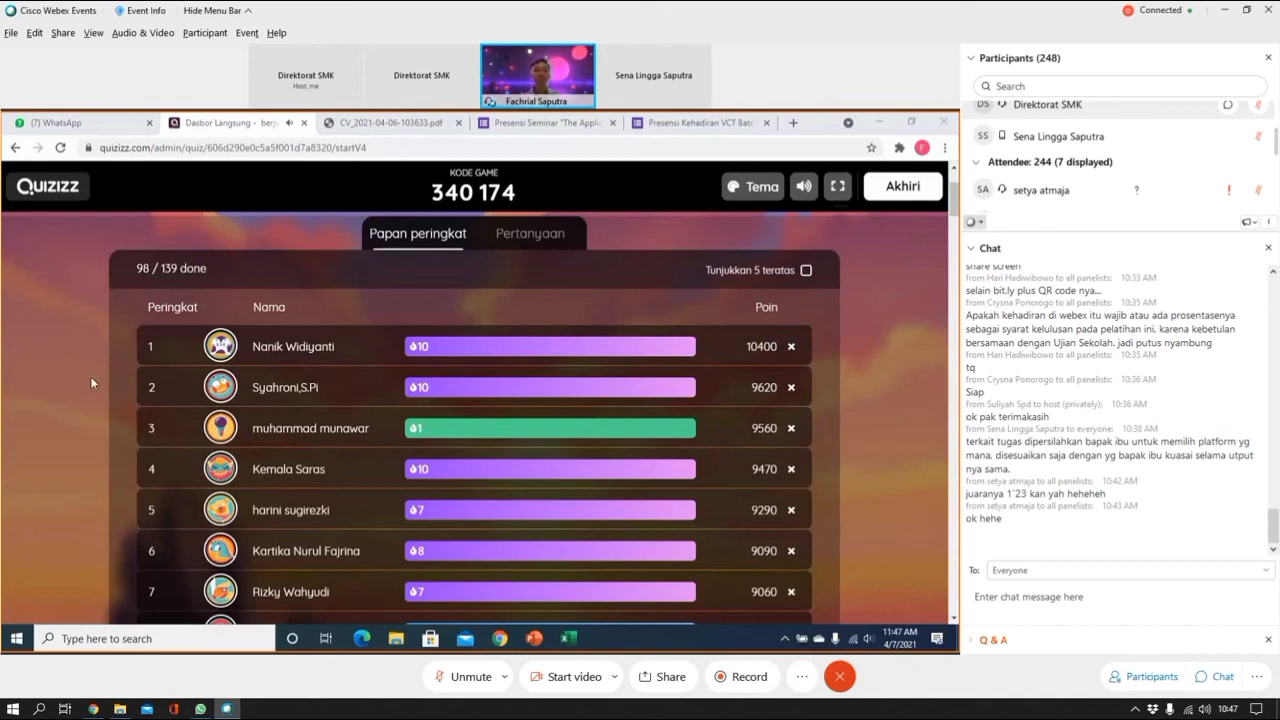 Cisco Webex Events
Event Info
Hide Menu Bar
Connected
File Edit Share View Audio & Video Participant Event Help
Direktorat SMK
Host, me
Direktorat SMK
Fachrial Saputra
Sena Lingga Saputra
(7) WhatsApp
Dasbor Langsung - berj
CV_2021-04-06-103633.pdf
Presensi Seminar "The Applic
Presensi Kehadiran VCT Batc
quizizz.com/admin/quiz/606d290e0c5a5f001d7a8320/startV4
F
Quizizz
KODE GAME
340 174
Tema
Akhiri
Papan peringkat
Pertanyaan
98 / 139 done
Tunjukkan 5 teratas
Peringkat Nama Poin
1 Nanik Widiyanti 10 10400
2 Syahroni,S.Pi 10 9620
3 muhammad munawar 1 9560
4 Kemala Saras 10 9470
5 harini sugirezki 7 9290
6 Kartika Nurul Fajrina 8 9090
7 Rizky Wahyudi 7 9060
Type here to search
11:47 AM
4/7/2021
Participants (248)
Search
DS Direktorat SMK
SS Sena Lingga Saputra
Attendee: 244 (7 displayed)
SA setya atmaja ? !
Chat
share screen
from Hari Hadiwibowo to all panelists: 10:33 AM
selain bit.ly plus QR code nya...
from Crysna Ponorogo to all panelists: 10:35 AM
Apakah kehadiran di webex itu wajib atau ada prosentasenya
sebagai syarat kelulusan pada pelatihan ini, karena kebetulan
bersamaan dengan Ujian Sekolah. jadi putus nyambung
from Hari Hadiwibowo to all panelists: 10:35 AM
tq
from Crysna Ponorogo to all panelists: 10:36 AM
Siap
from Suliyah Spd to host (privately): 10:36 AM
ok pak terimakasih
from Sena Lingga Saputra to everyone: 10:38 AM
terkait tugas dipersilahkan bapak ibu untuk memilih platform yg
mana, disesuaikan saja dengan yg bapak ibu kuasai selama utput
nya sama.
from setya atmaja to all panelists: 10:42 AM
juaranya 1`23 kan yah heheheh
from setya atmaja to all panelists: 10:43 AM
ok hehe
To: Everyone
Enter chat message here
Q & A
Unmute
Start video
Share
Record
Participants
Chat
10:47